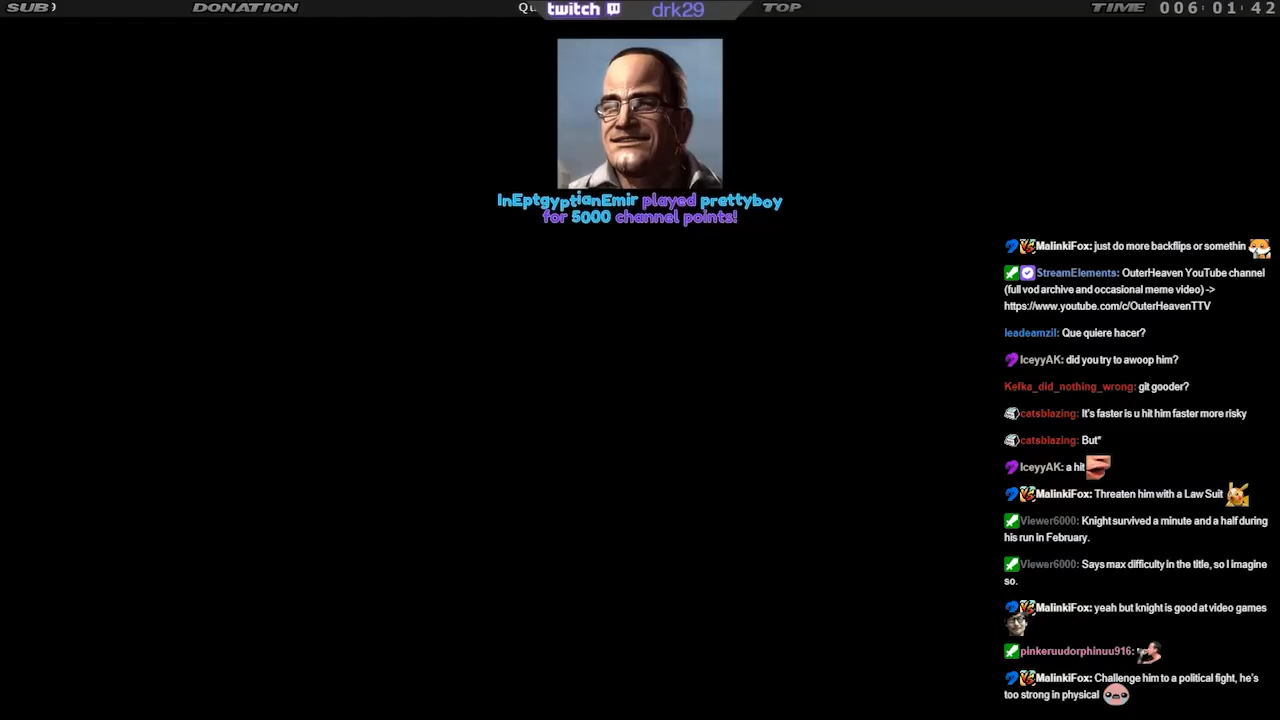 SUB DONATION Qu twitch drk29 TOP TIME 006:01:42
InEptgyptianEmir played prettyboy
for 5000 channel points!
MalinkiFox: just do more backflips or somethin
StreamElements: OuterHeaven YouTube channel
(full vod archive and occasional meme video) ->
https://www.youtube.com/c/OuterHeavenTTV
leadeamzil: Que quiere hacer?
IceyyAK: did you try to awoop him?
Kefka_did_nothing_wrong: git gooder?
catsblazing: It's faster is u hit him faster more risky
catsblazing: But*
IceyyAK: a hit
MalinkiFox: Threaten him with a Law Suit
Viewer6000: Knight survived a minute and a half during
his run in February.
Viewer6000: Says max difficulty in the title, so I imagine
so.
MalinkiFox: yeah but knight is good at video games
pinkeruudorphinuu916:
MalinkiFox: Challenge him to a political fight, he's
too strong in physical